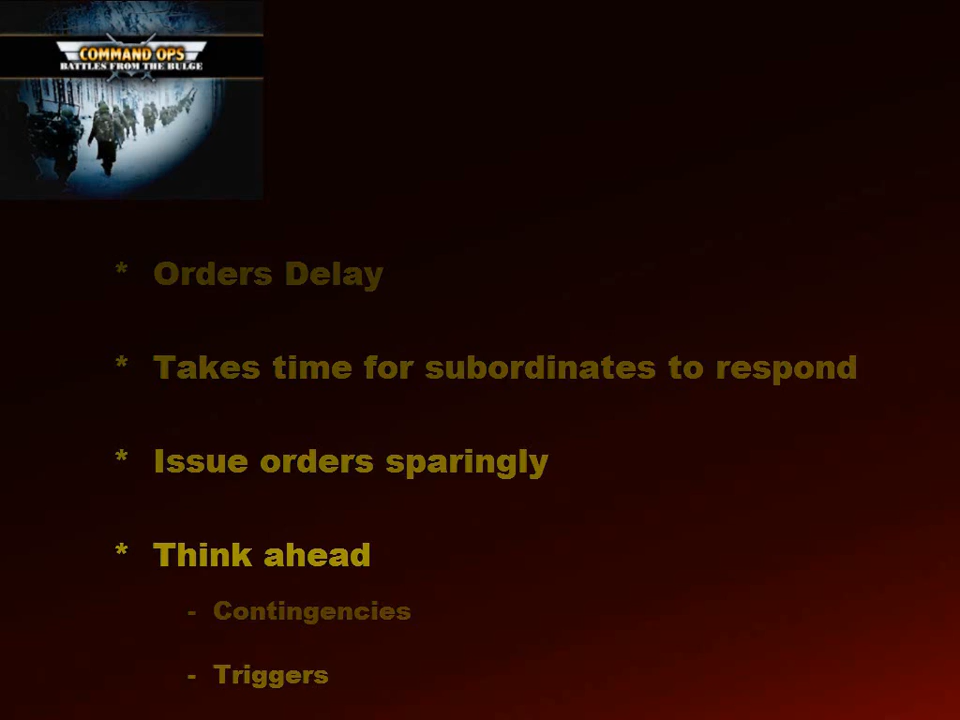 COMMAND OPS
BATTLES FROM THE BULGE
* Orders Delay
* Takes time for subordinates to respond
* Issue orders sparingly
* Think ahead
- Contingencies
- Triggers